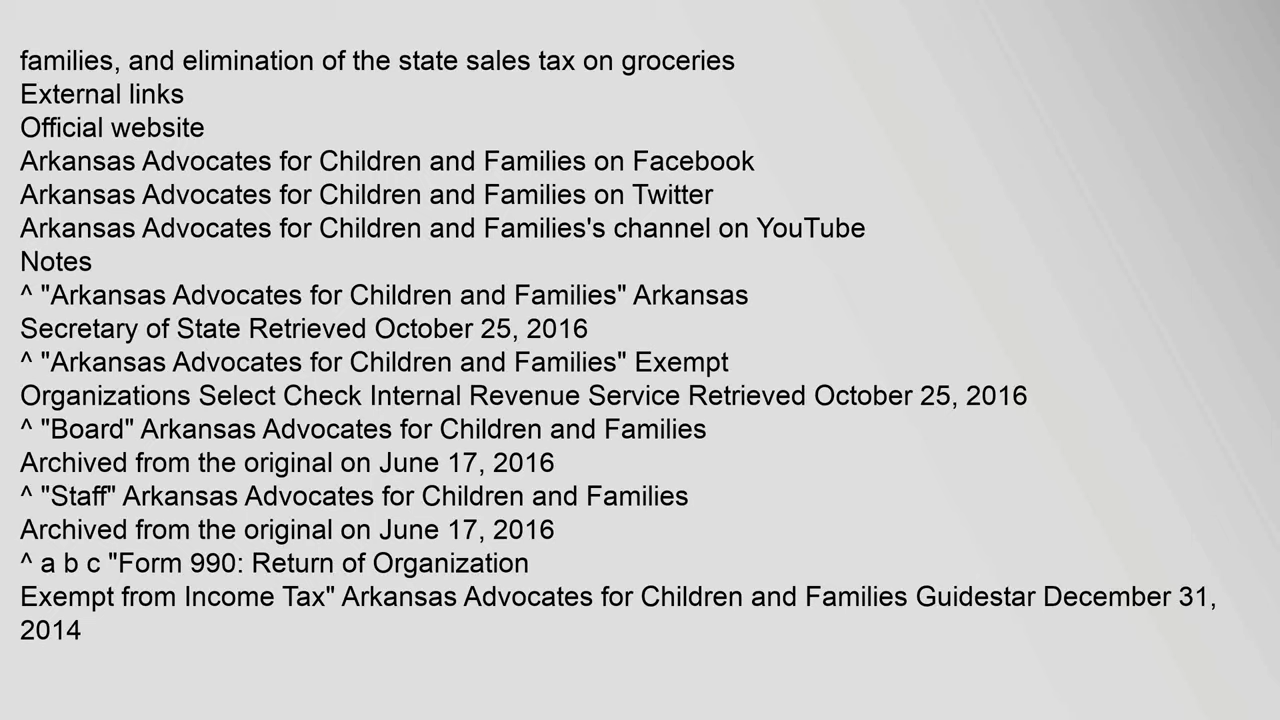 families, and elimination of the state sales tax on groceries
External links
Official website
Arkansas Advocates for Children and Families on Facebook
Arkansas Advocates for Children and Families on Twitter
Arkansas Advocates for Children and Families's channel on YouTube
Notes
^ "Arkansas Advocates for Children and Families" Arkansas
Secretary of State Retrieved October 25, 2016
^ "Arkansas Advocates for Children and Families" Exempt
Organizations Select Check Internal Revenue Service Retrieved October 25, 2016
^ "Board" Arkansas Advocates for Children and Families
Archived from the original on June 17, 2016
^ "Staff" Arkansas Advocates for Children and Families
Archived from the original on June 17, 2016
^ a b c "Form 990: Return of Organization
Exempt from Income Tax" Arkansas Advocates for Children and Families Guidestar December 31,
2014